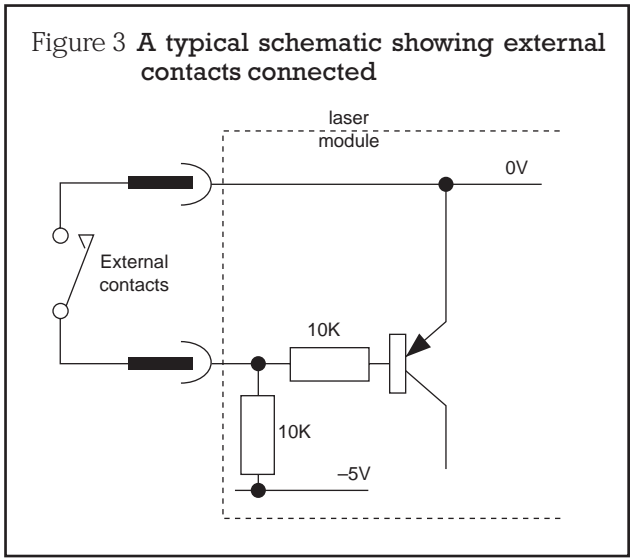 Figure 3 A typical schematic showing external
contacts connected
laser
module
0V
External
contacts
10K
10K
–5V